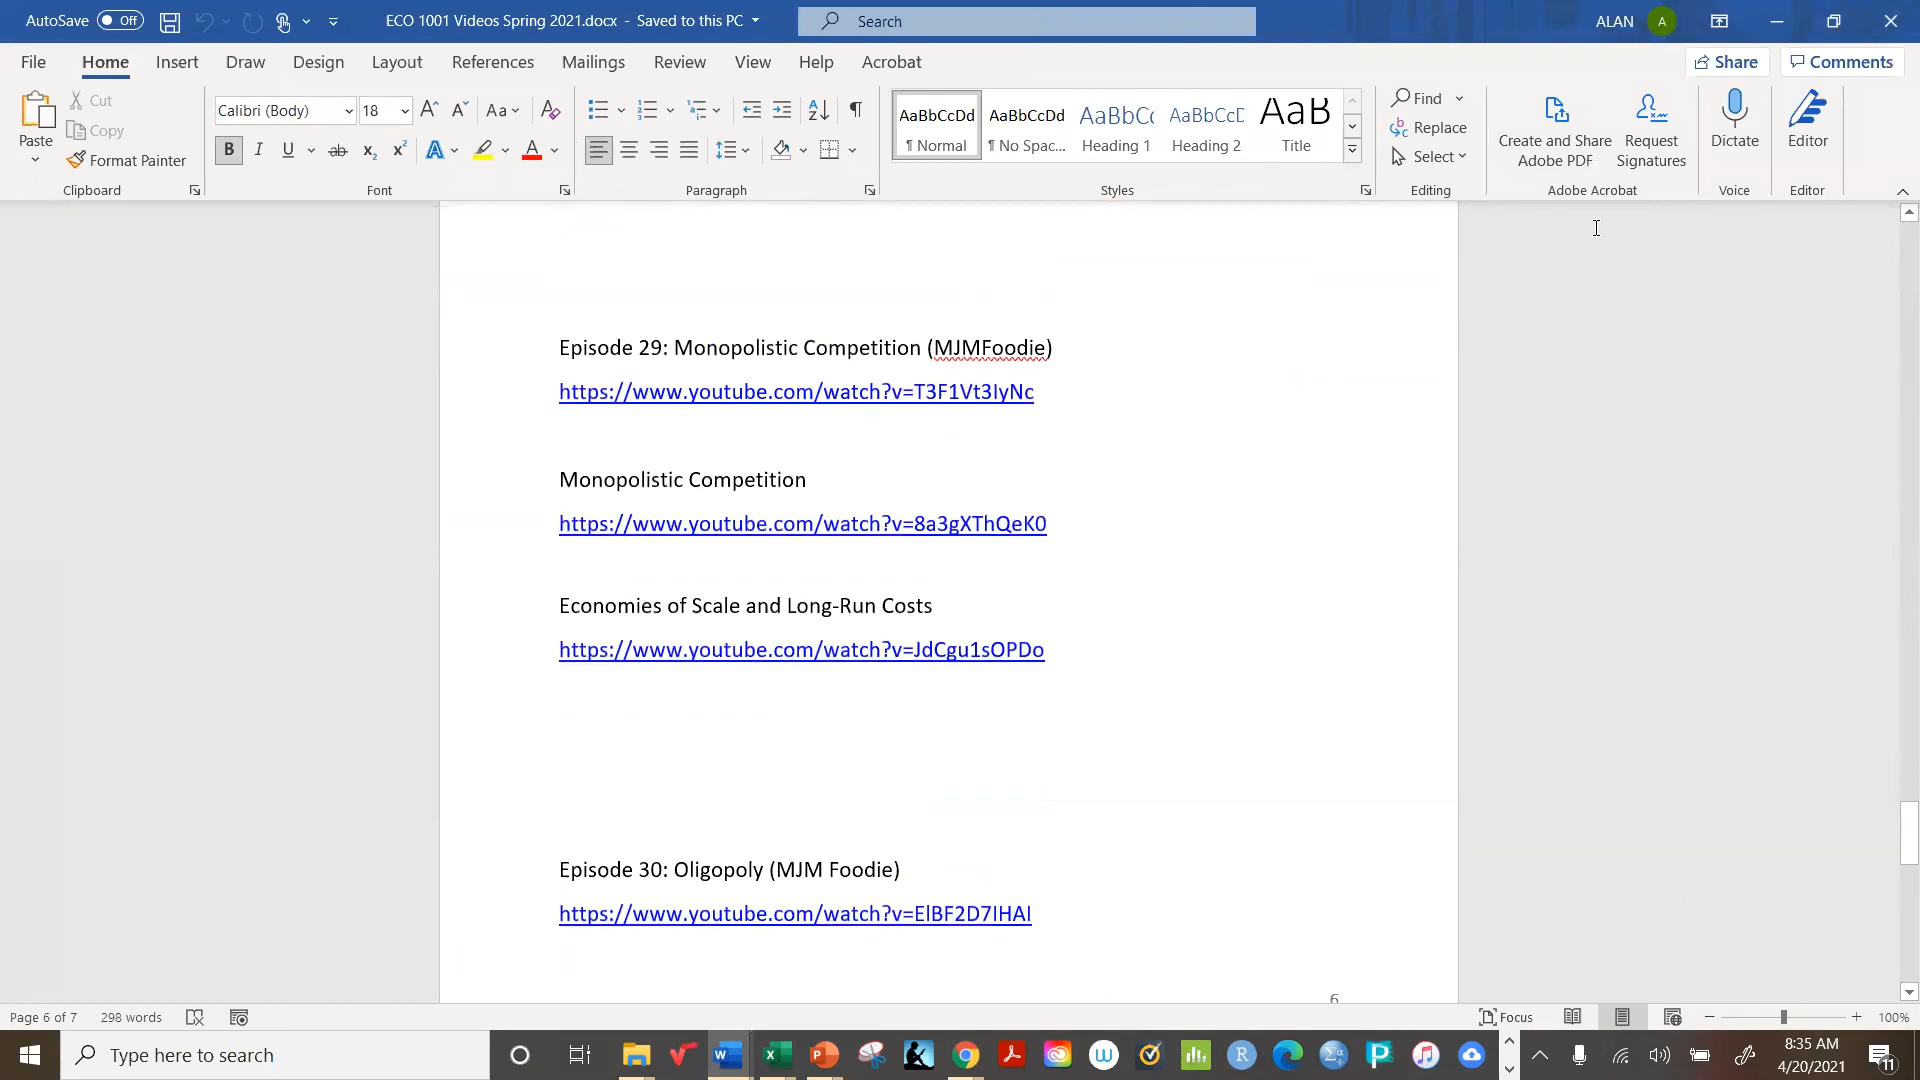 AutoSave Off ECO 1001 Videos Spring 2021.docx - Saved to this PC Search ALAN A
File Home Insert Draw Design Layout References Mailings Review View Help Acrobat Share Comments
Paste Cut Copy Format Painter
Clipboard
Calibri (Body) 18
Font
Paragraph
AaBbCcDd AaBbCcDd AaBbC( AaBbCcD AaB
¶ Normal ¶ No Spac... Heading 1 Heading 2 Title
Styles
Find Replace Select
Editing
Create and Share Adobe PDF Request Signatures
Adobe Acrobat
Dictate
Voice
Editor
Editor
Episode 29: Monopolistic Competition (MJMFoodie)
https://www.youtube.com/watch?v=T3F1Vt3IyNc
Monopolistic Competition
https://www.youtube.com/watch?v=8a3gXThQeK0
Economies of Scale and Long-Run Costs
https://www.youtube.com/watch?v=JdCgu1sOPDo
Episode 30: Oligopoly (MJM Foodie)
https://www.youtube.com/watch?v=ElBF2D7IHAI
6
Page 6 of 7 298 words Focus 100%
Type here to search
8:35 AM
4/20/2021
11